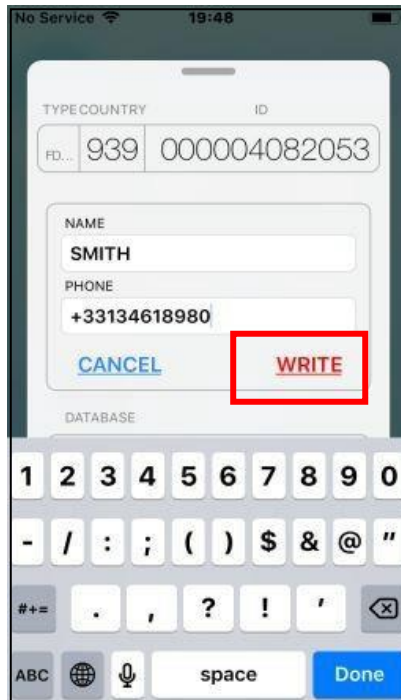 No Service 19:48
TYPE COUNTRY ID
FD... 939 000004082053
NAME
SMITH
PHONE
+33134618980
CANCEL WRITE
DATABASE
1 2 3 4 5 6 7 8 9 0
- / : ; ( ) $ & @ "
#+= . , ? ! '
ABC space Done